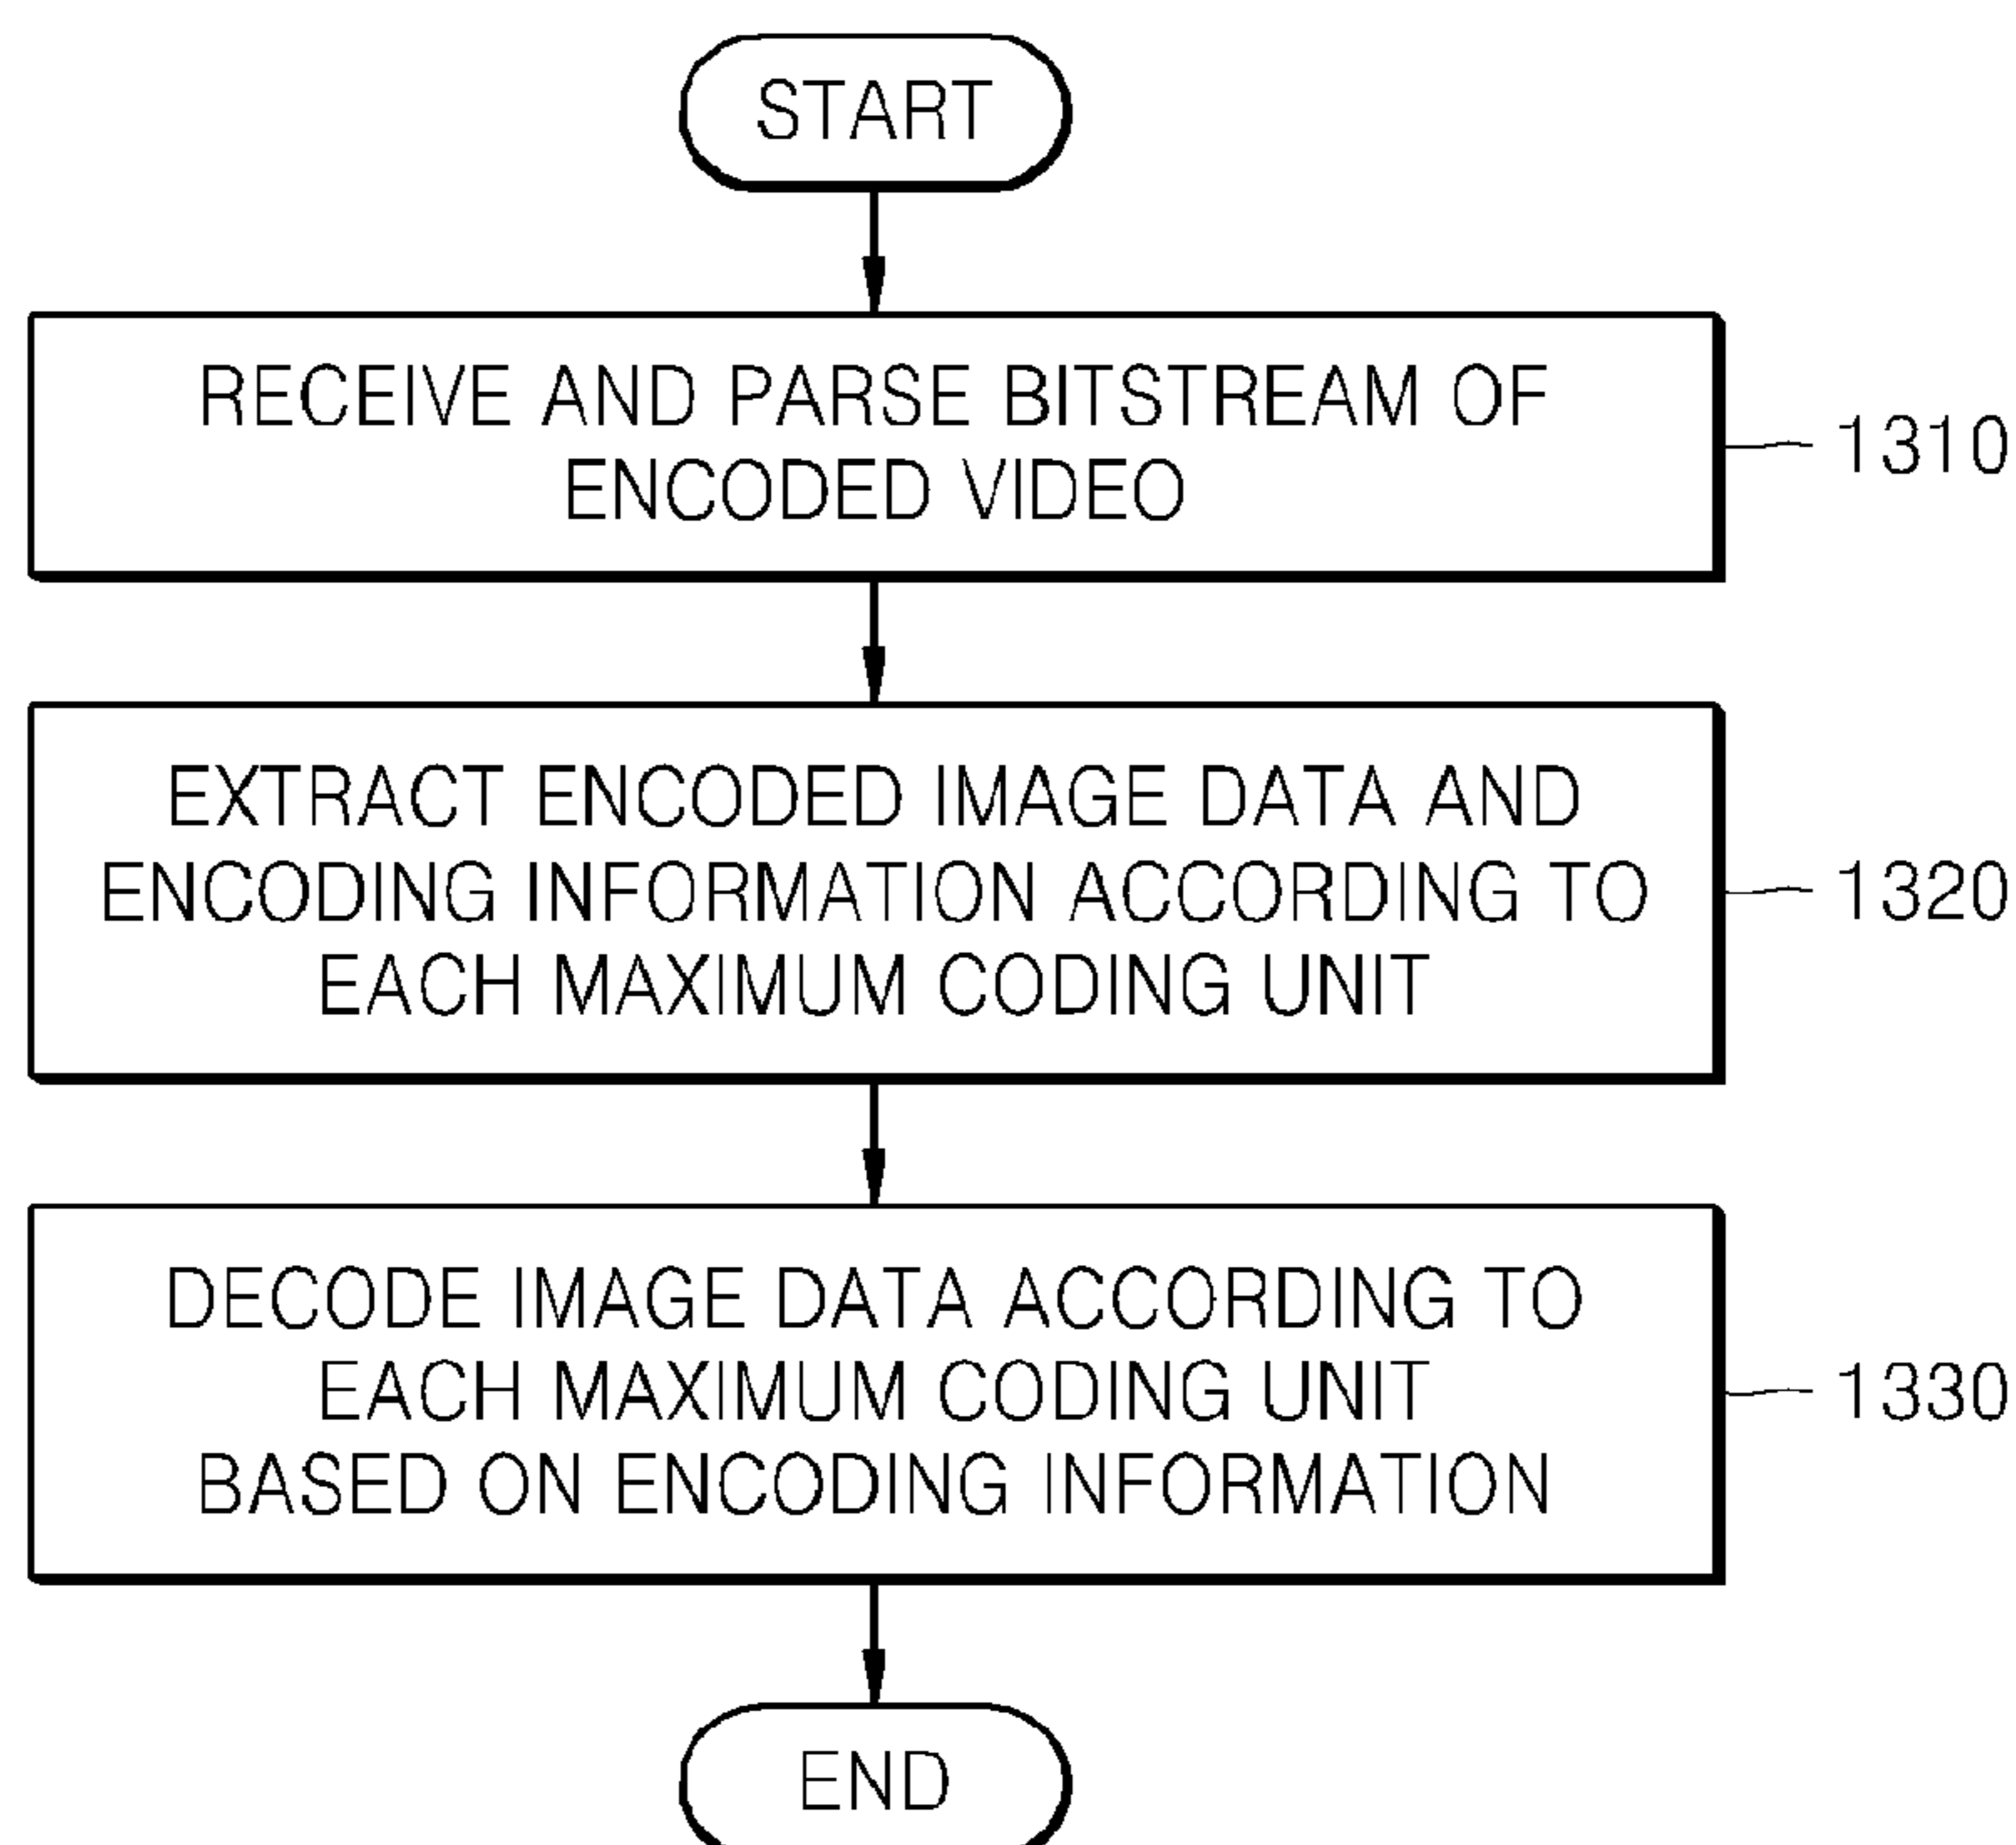 START
RECEIVE AND PARSE BITSTREAM OF
ENCODED VIDEO
1310
EXTRACT ENCODED IMAGE DATA AND
ENCODING INFORMATION ACCORDING TO
EACH MAXIMUM CODING UNIT
1320
DECODE IMAGE DATA ACCORDING TO
EACH MAXIMUM CODING UNIT
BASED ON ENCODING INFORMATION
1330
END